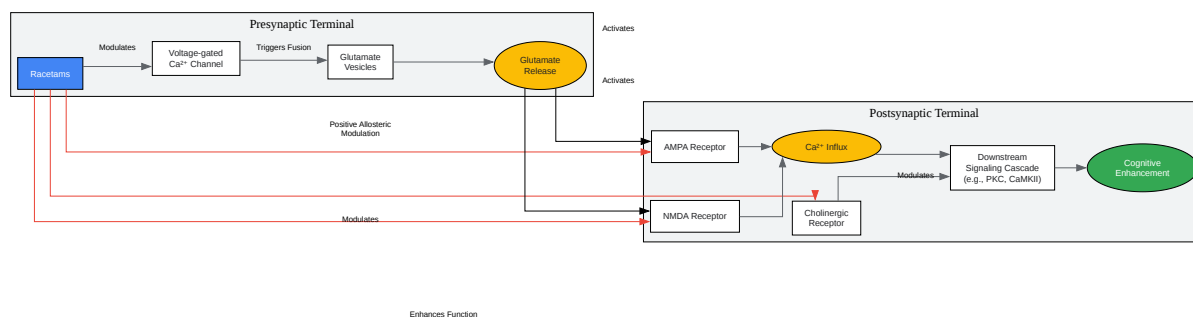 Presynaptic Terminal
Activates
Modulates
Triggers Fusion
Voltage-gated
Ca²⁺ Channel
Glutamate
Vesicles
Glutamate
Release
Racetams
Activates
Postsynaptic Terminal
Positive Allosteric
Modulation
AMPA Receptor
Ca²⁺ Influx
Downstream
Signaling Cascade
(e.g., PKC, CaMKII)
Cognitive
Enhancement
Modulates
NMDA Receptor
Cholinergic
Receptor
Modulates
Enhances Function